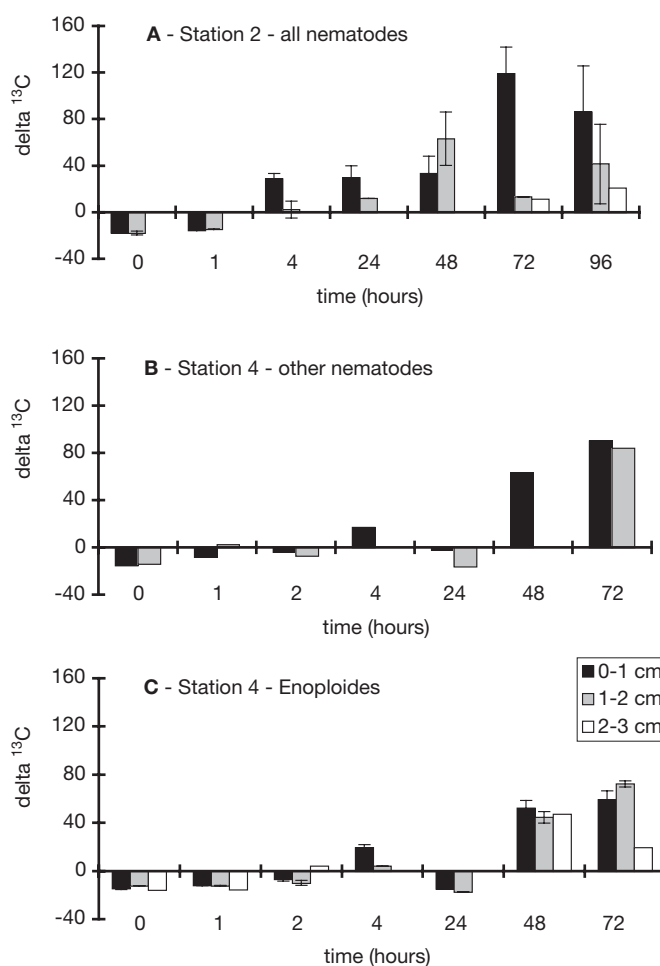 A - Station 2 - all nematodes
delta ¹³C
160
120
80
40
0
-40
0 1 4 24 48 72 96
time (hours)
B - Station 4 - other nematodes
delta ¹³C
160
120
80
40
0
-40
0 1 2 4 24 48 72
time (hours)
C - Station 4 - Enoploides
delta ¹³C
160
120
80
40
0
-40
0-1 cm
1-2 cm
2-3 cm
0 1 2 4 24 48 72
time (hours)